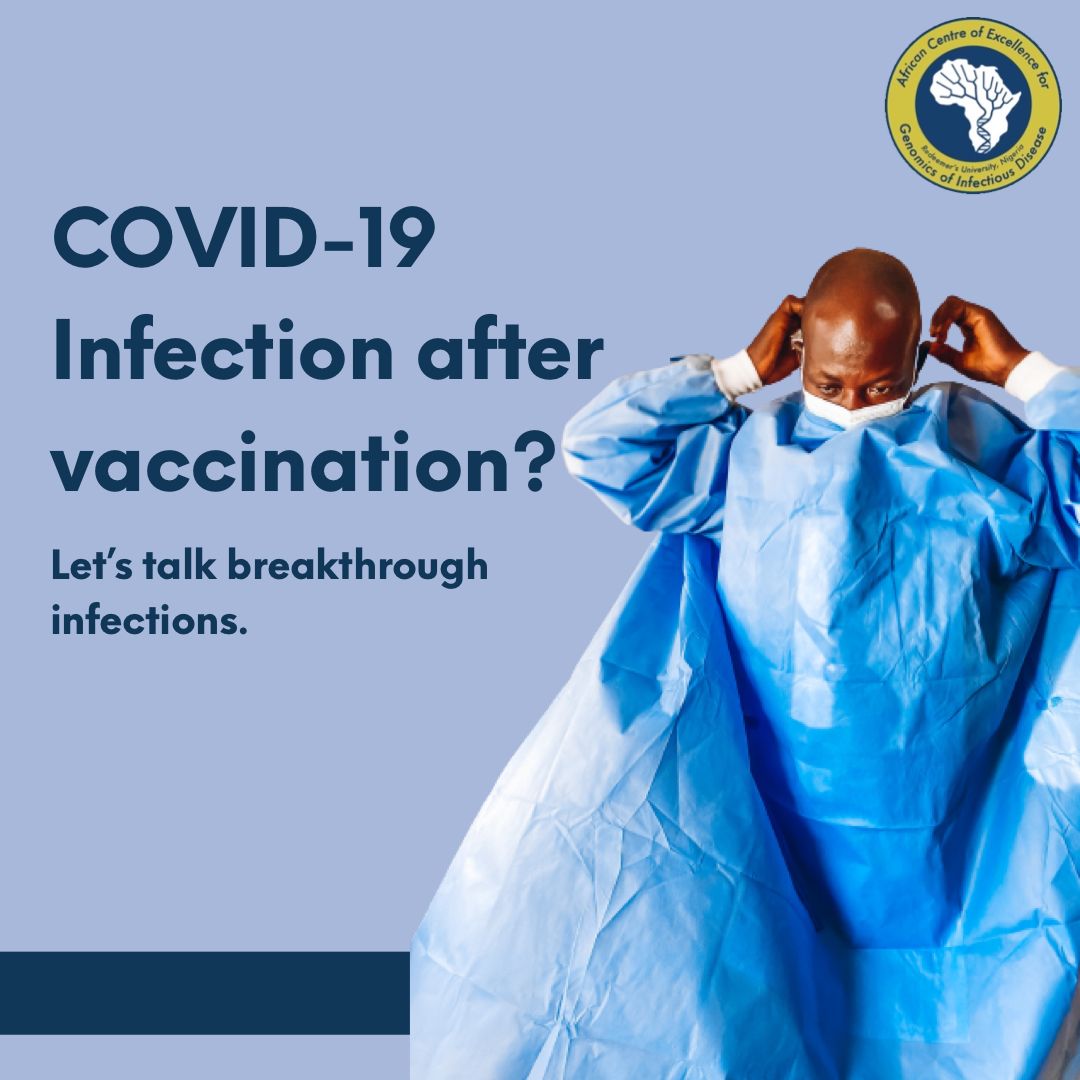 African Centre of Excellence for
Genomics of Infectious Disease
Redeemer's University, Nigeria
COVID-19
Infection after
vaccination?
Let's talk breakthrough
infections.